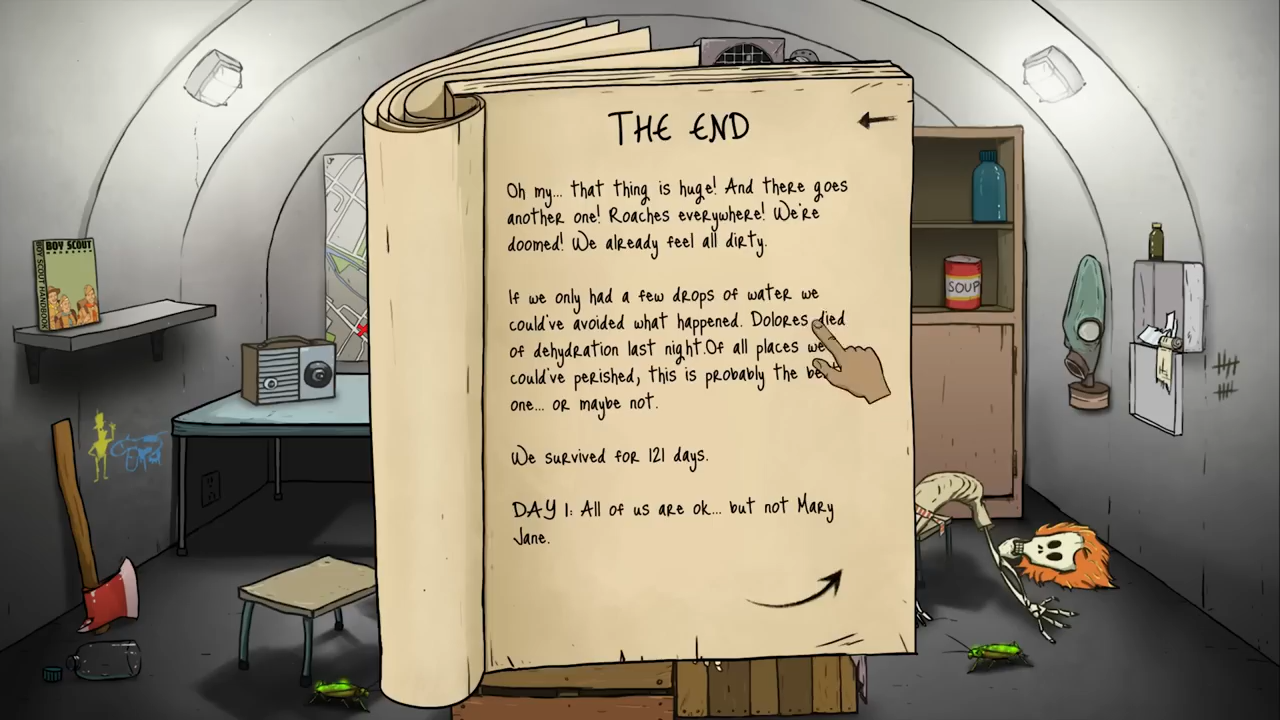 THE END
Oh my... that thing is huge! And there goes
another one! Roaches everywhere! We're
doomed! We already feel all dirty.
If we only had a few drops of water we
could've avoided what happened. Dolores died
of dehydration last night.Of all places we
could've perished, this is probably the
one... or maybe not.
We survived for 121 days.
DAY 1: All of us are ok... but not Mary
Jane.
BOY SCOUT
BOY SCOUT HANDBOOK
SOUP